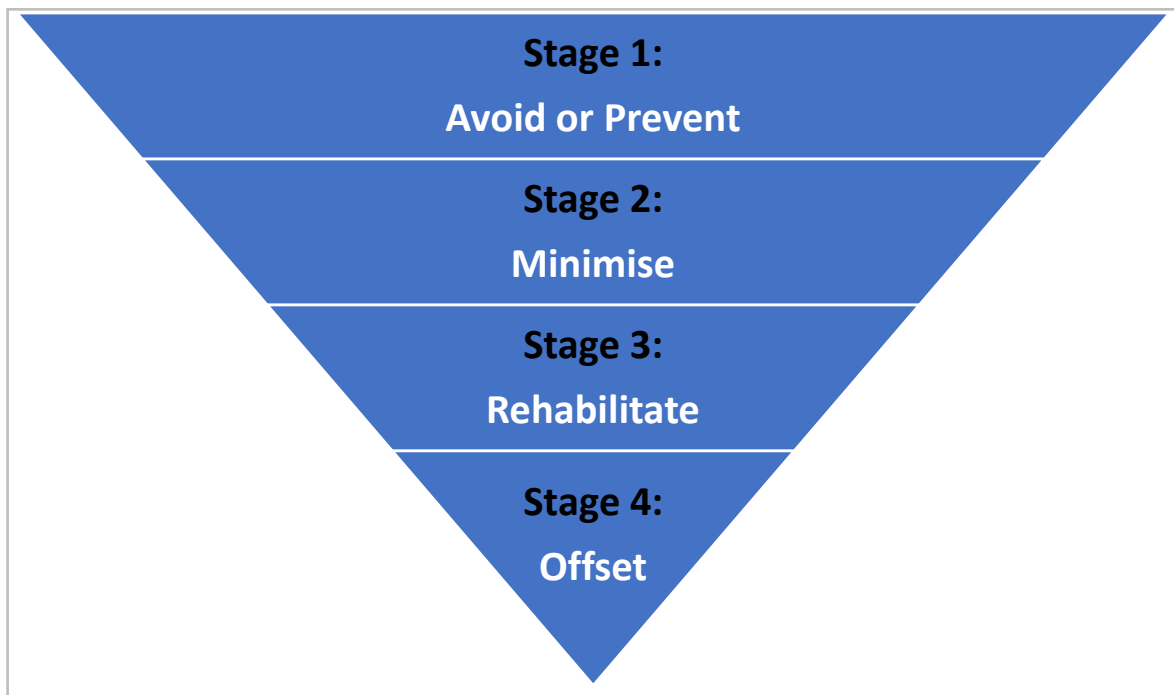 Stage 1:
Avoid or Prevent
Stage 2:
Minimise
Stage 3:
Rehabilitate
Stage 4:
Offset